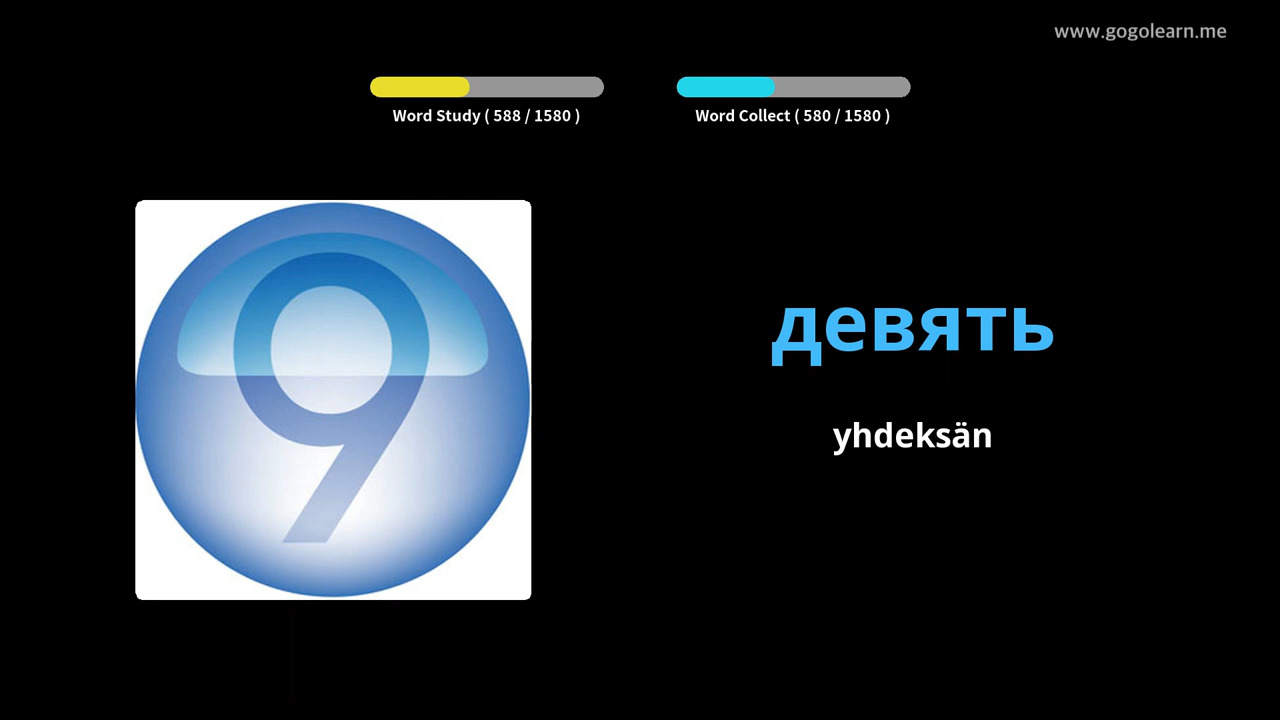 www.gogolearn.me
Word Study ( 588 / 1580 )
Word Collect ( 580 / 1580 )
9
девять
yhdeksän